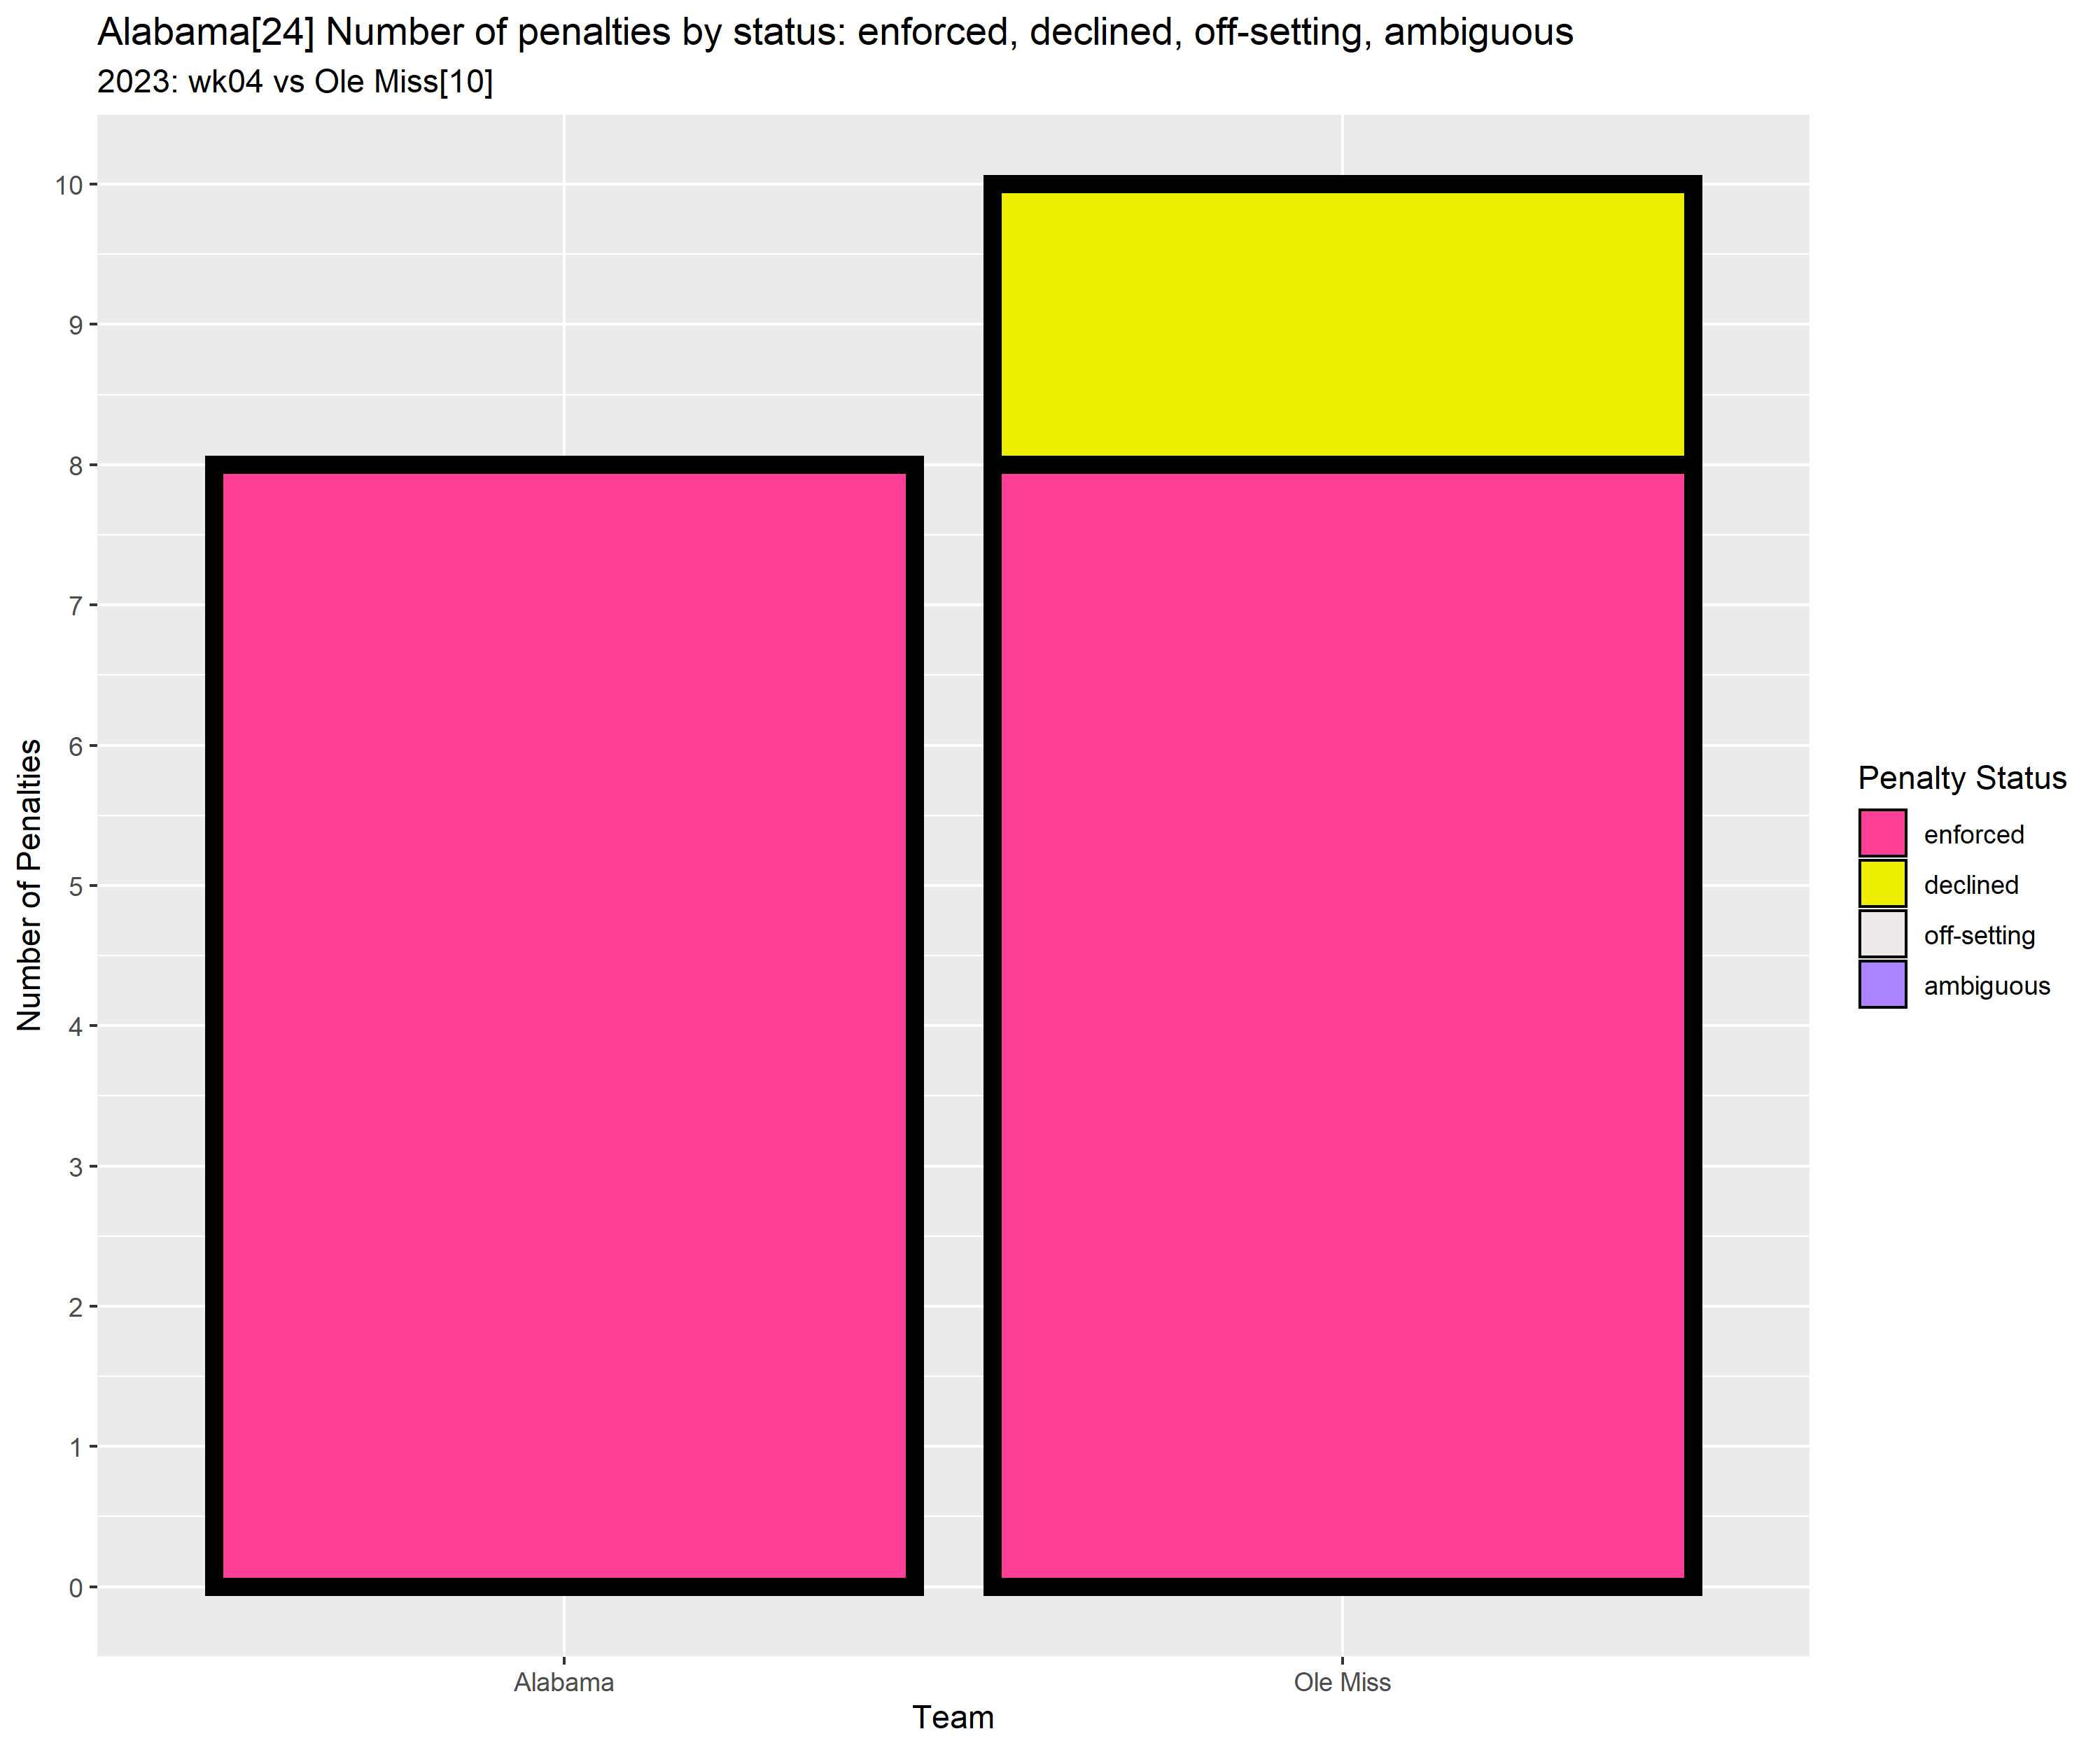 Alabama[24] Number of penalties by status: enforced, declined, off-setting, ambiguous
2023: wk04 vs Ole Miss[10]
Number of Penalties
10
9
8
7
6
5
4
3
2
1
0
Alabama
Ole Miss
Team
Penalty Status
enforced
declined
off-setting
ambiguous